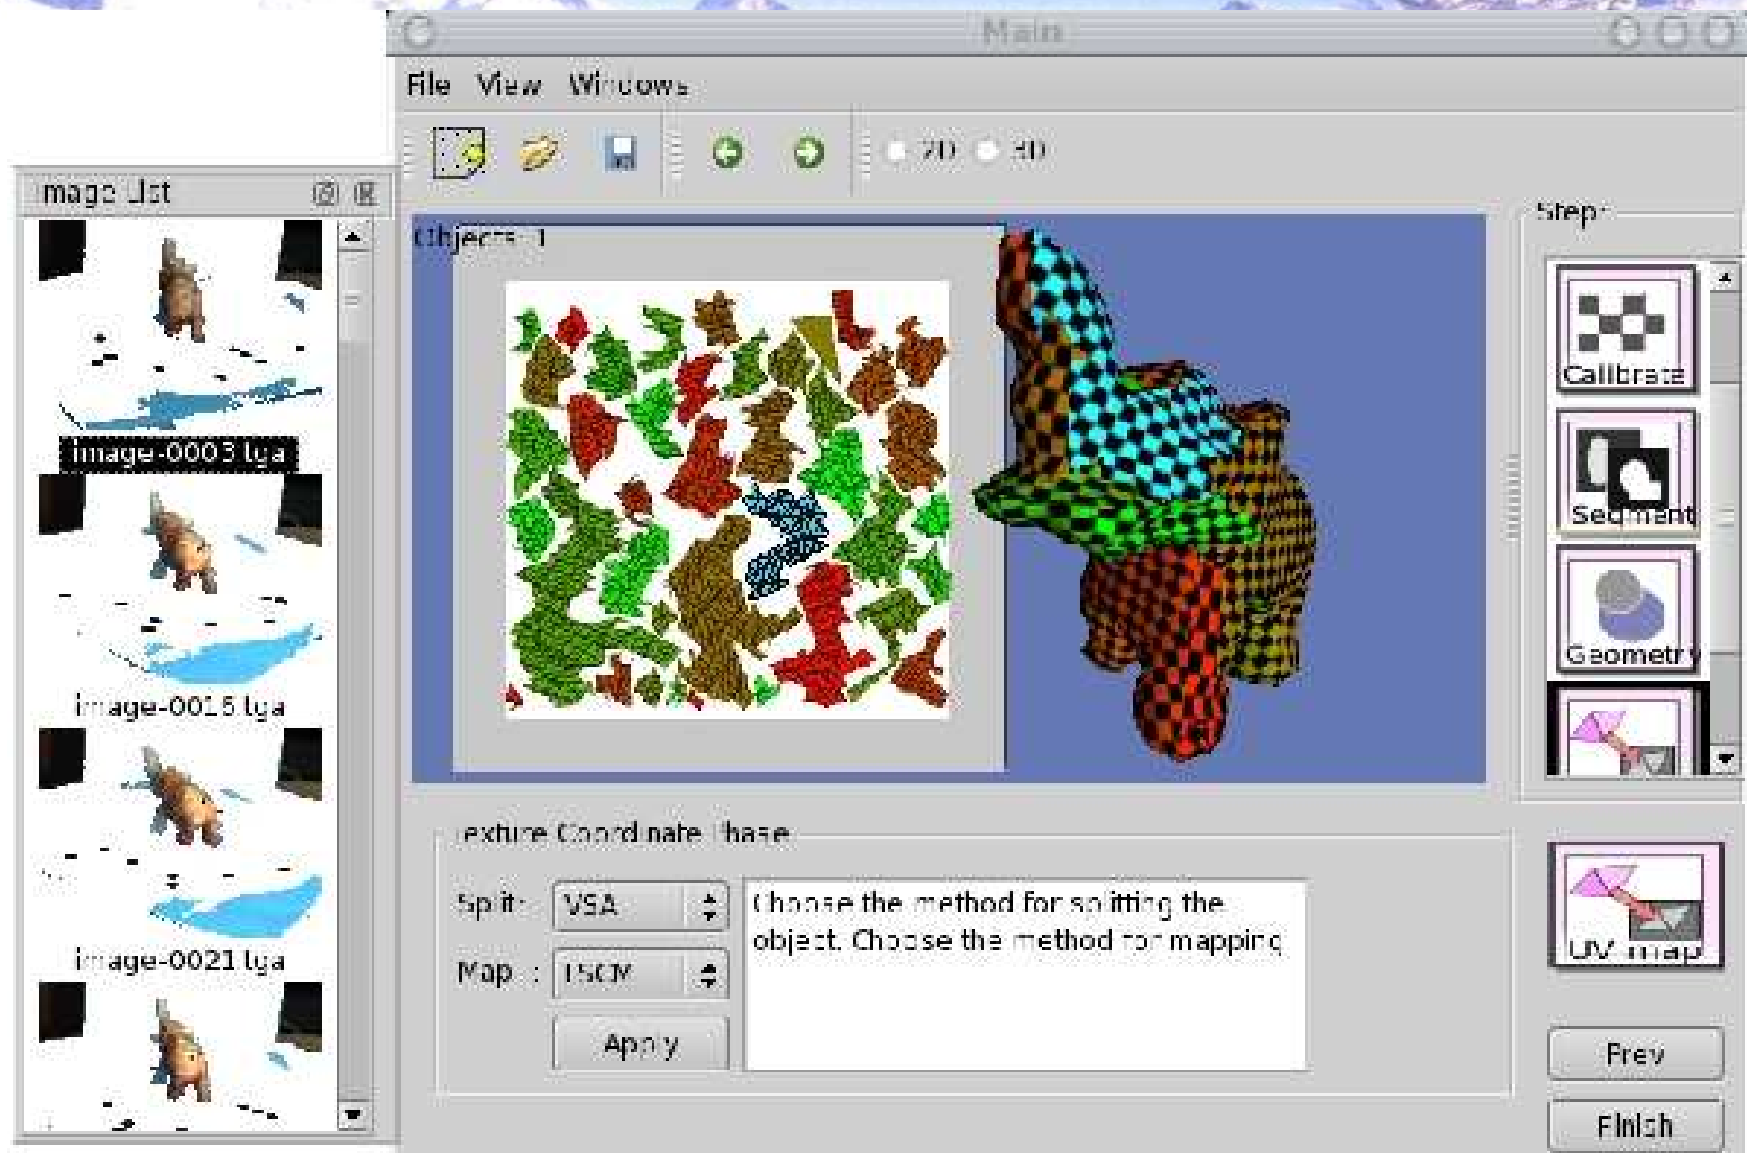 Main
File View Windows
2D 3D
Image List
image-0003.tga
image-0016.tga
image-0021.tga
Objects: 1
Steps
Calibrate
Segment
Geometry
Texture Coordinate Phase
Split: VSA
Map : LSCM
Apply
Choose the method for splitting the
object. Choose the method for mapping
UV map
Prev
Finish